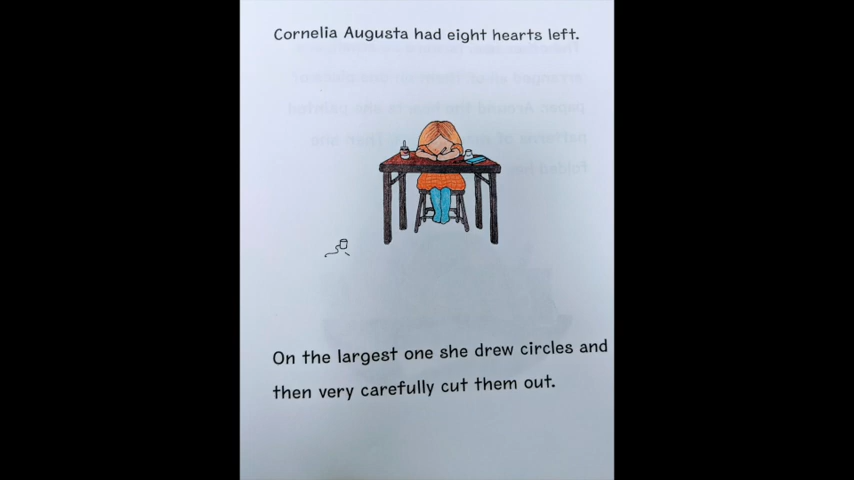 Cornelia Augusta had eight hearts left.
On the largest one she drew circles and
then very carefully cut them out.